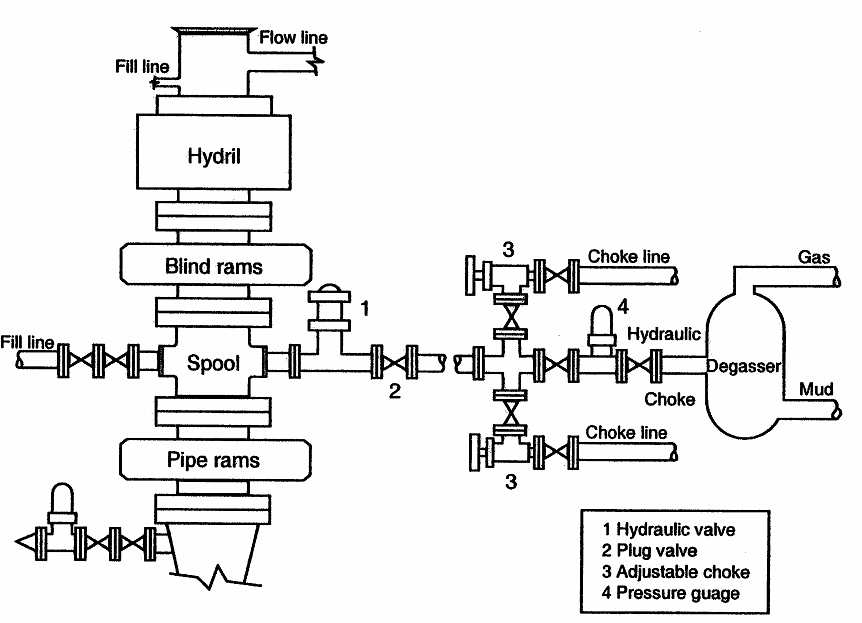 Flow line
Fill line
Hydril
Blind rams
3
Choke line
Gas
1
4
Hydraulic
Fill line
Spool
Degasser
2
Choke
Mud
Choke line
Pipe rams
3
1 Hydraulic valve
2 Plug valve
3 Adjustable choke
4 Pressure guage